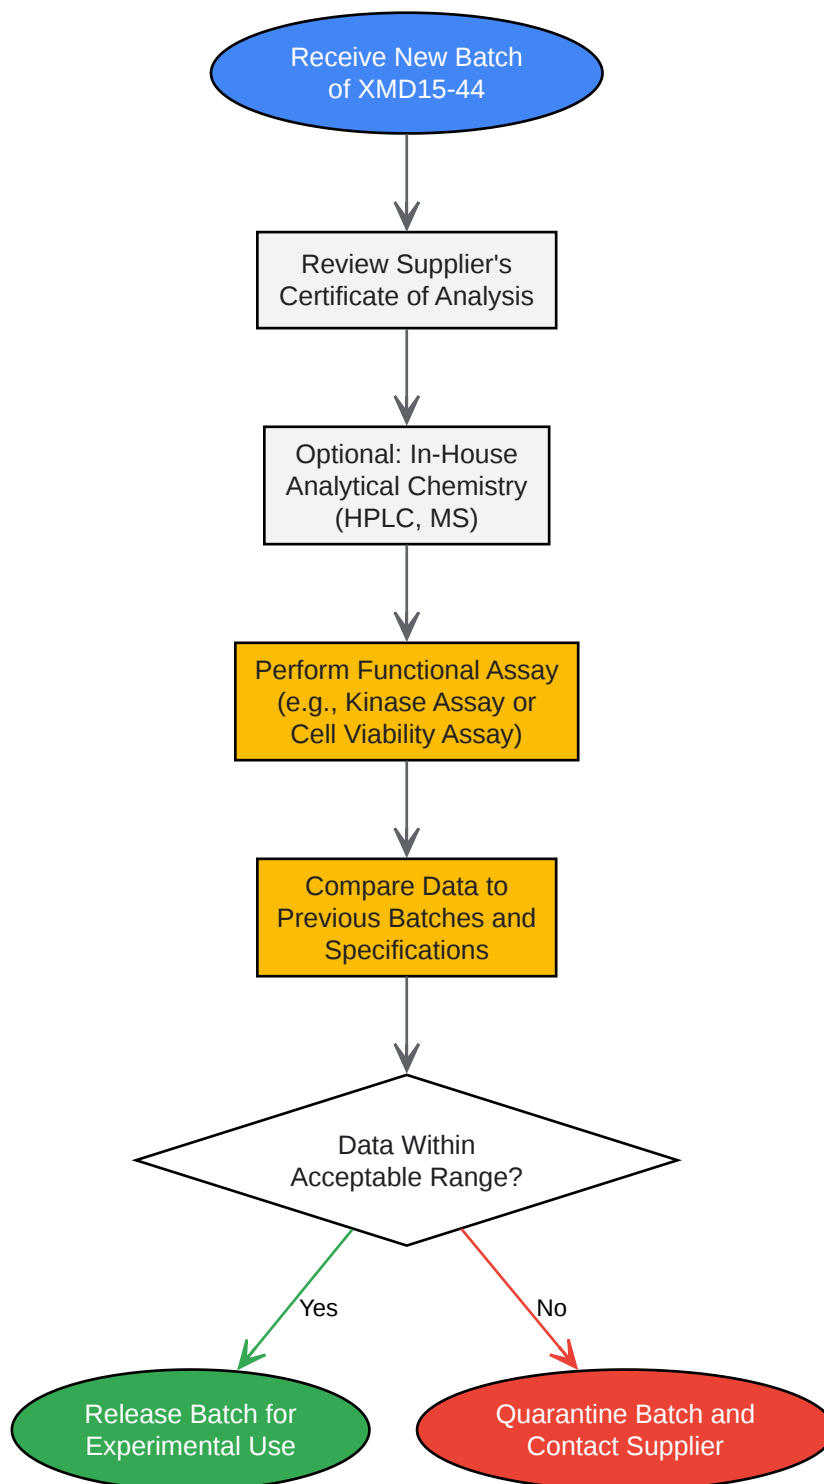 Receive New Batch
of XMD15-44
Review Supplier's
Certificate of Analysis
Optional: In-House
Analytical Chemistry
(HPLC, MS)
Perform Functional Assay
(e.g., Kinase Assay or
Cell Viability Assay)
Compare Data to
Previous Batches and
Specifications
Data Within
Acceptable Range?
Yes
No
Release Batch for
Experimental Use
Quarantine Batch and
Contact Supplier